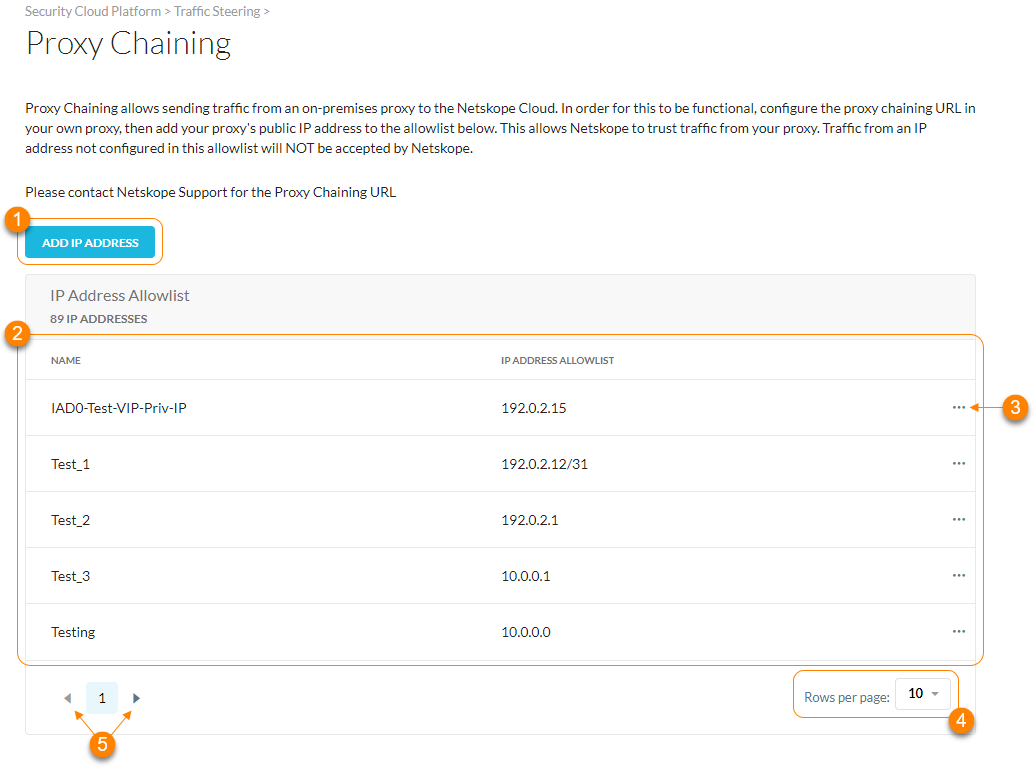 Security Cloud Platform > Traffic Steering >
Proxy Chaining
Proxy Chaining allows sending traffic from an on-premises proxy to the Netskope Cloud. In order for this to be functional, configure the proxy chaining URL in
your own proxy, then add your proxy's public IP address to the allowlist below. This allows Netskope to trust traffic from your proxy. Traffic from an IP
address not configured in this allowlist will NOT be accepted by Netskope.
Please contact Netskope Support for the Proxy Chaining URL
1
ADD IP ADDRESS
IP Address Allowlist
89 IP ADDRESSES
2
NAME IP ADDRESS ALLOWLIST
IAD0-Test-VIP-Priv-IP 192.0.2.15 ... 3
Test_1 192.0.2.12/31 ...
Test_2 192.0.2.1 ...
Test_3 10.0.0.1 ...
Testing 10.0.0.0 ...
1 Rows per page: 10
4
5